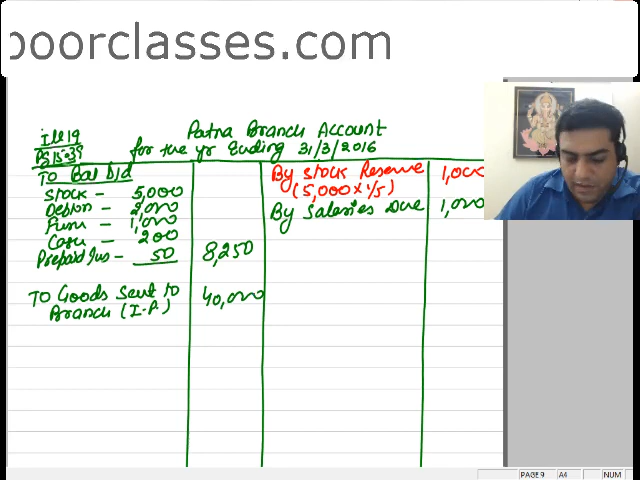 poorclasses.com
Ill 19
PG 15.39
Patna Branch Account
for the yr Ending 31/3/2016
To Bal b/d
Stock - 5,000
Debtors - 2,000
Furn - 1,000
Cash - 200
Prepaid Ins - 50 8,250
To Goods Sent to
Branch (I.P.) 40,000
By Stock Reserve 1,000
(5,000 x 1/5)
By Salaries Due 1,000
PAGE 9 A4 NUM